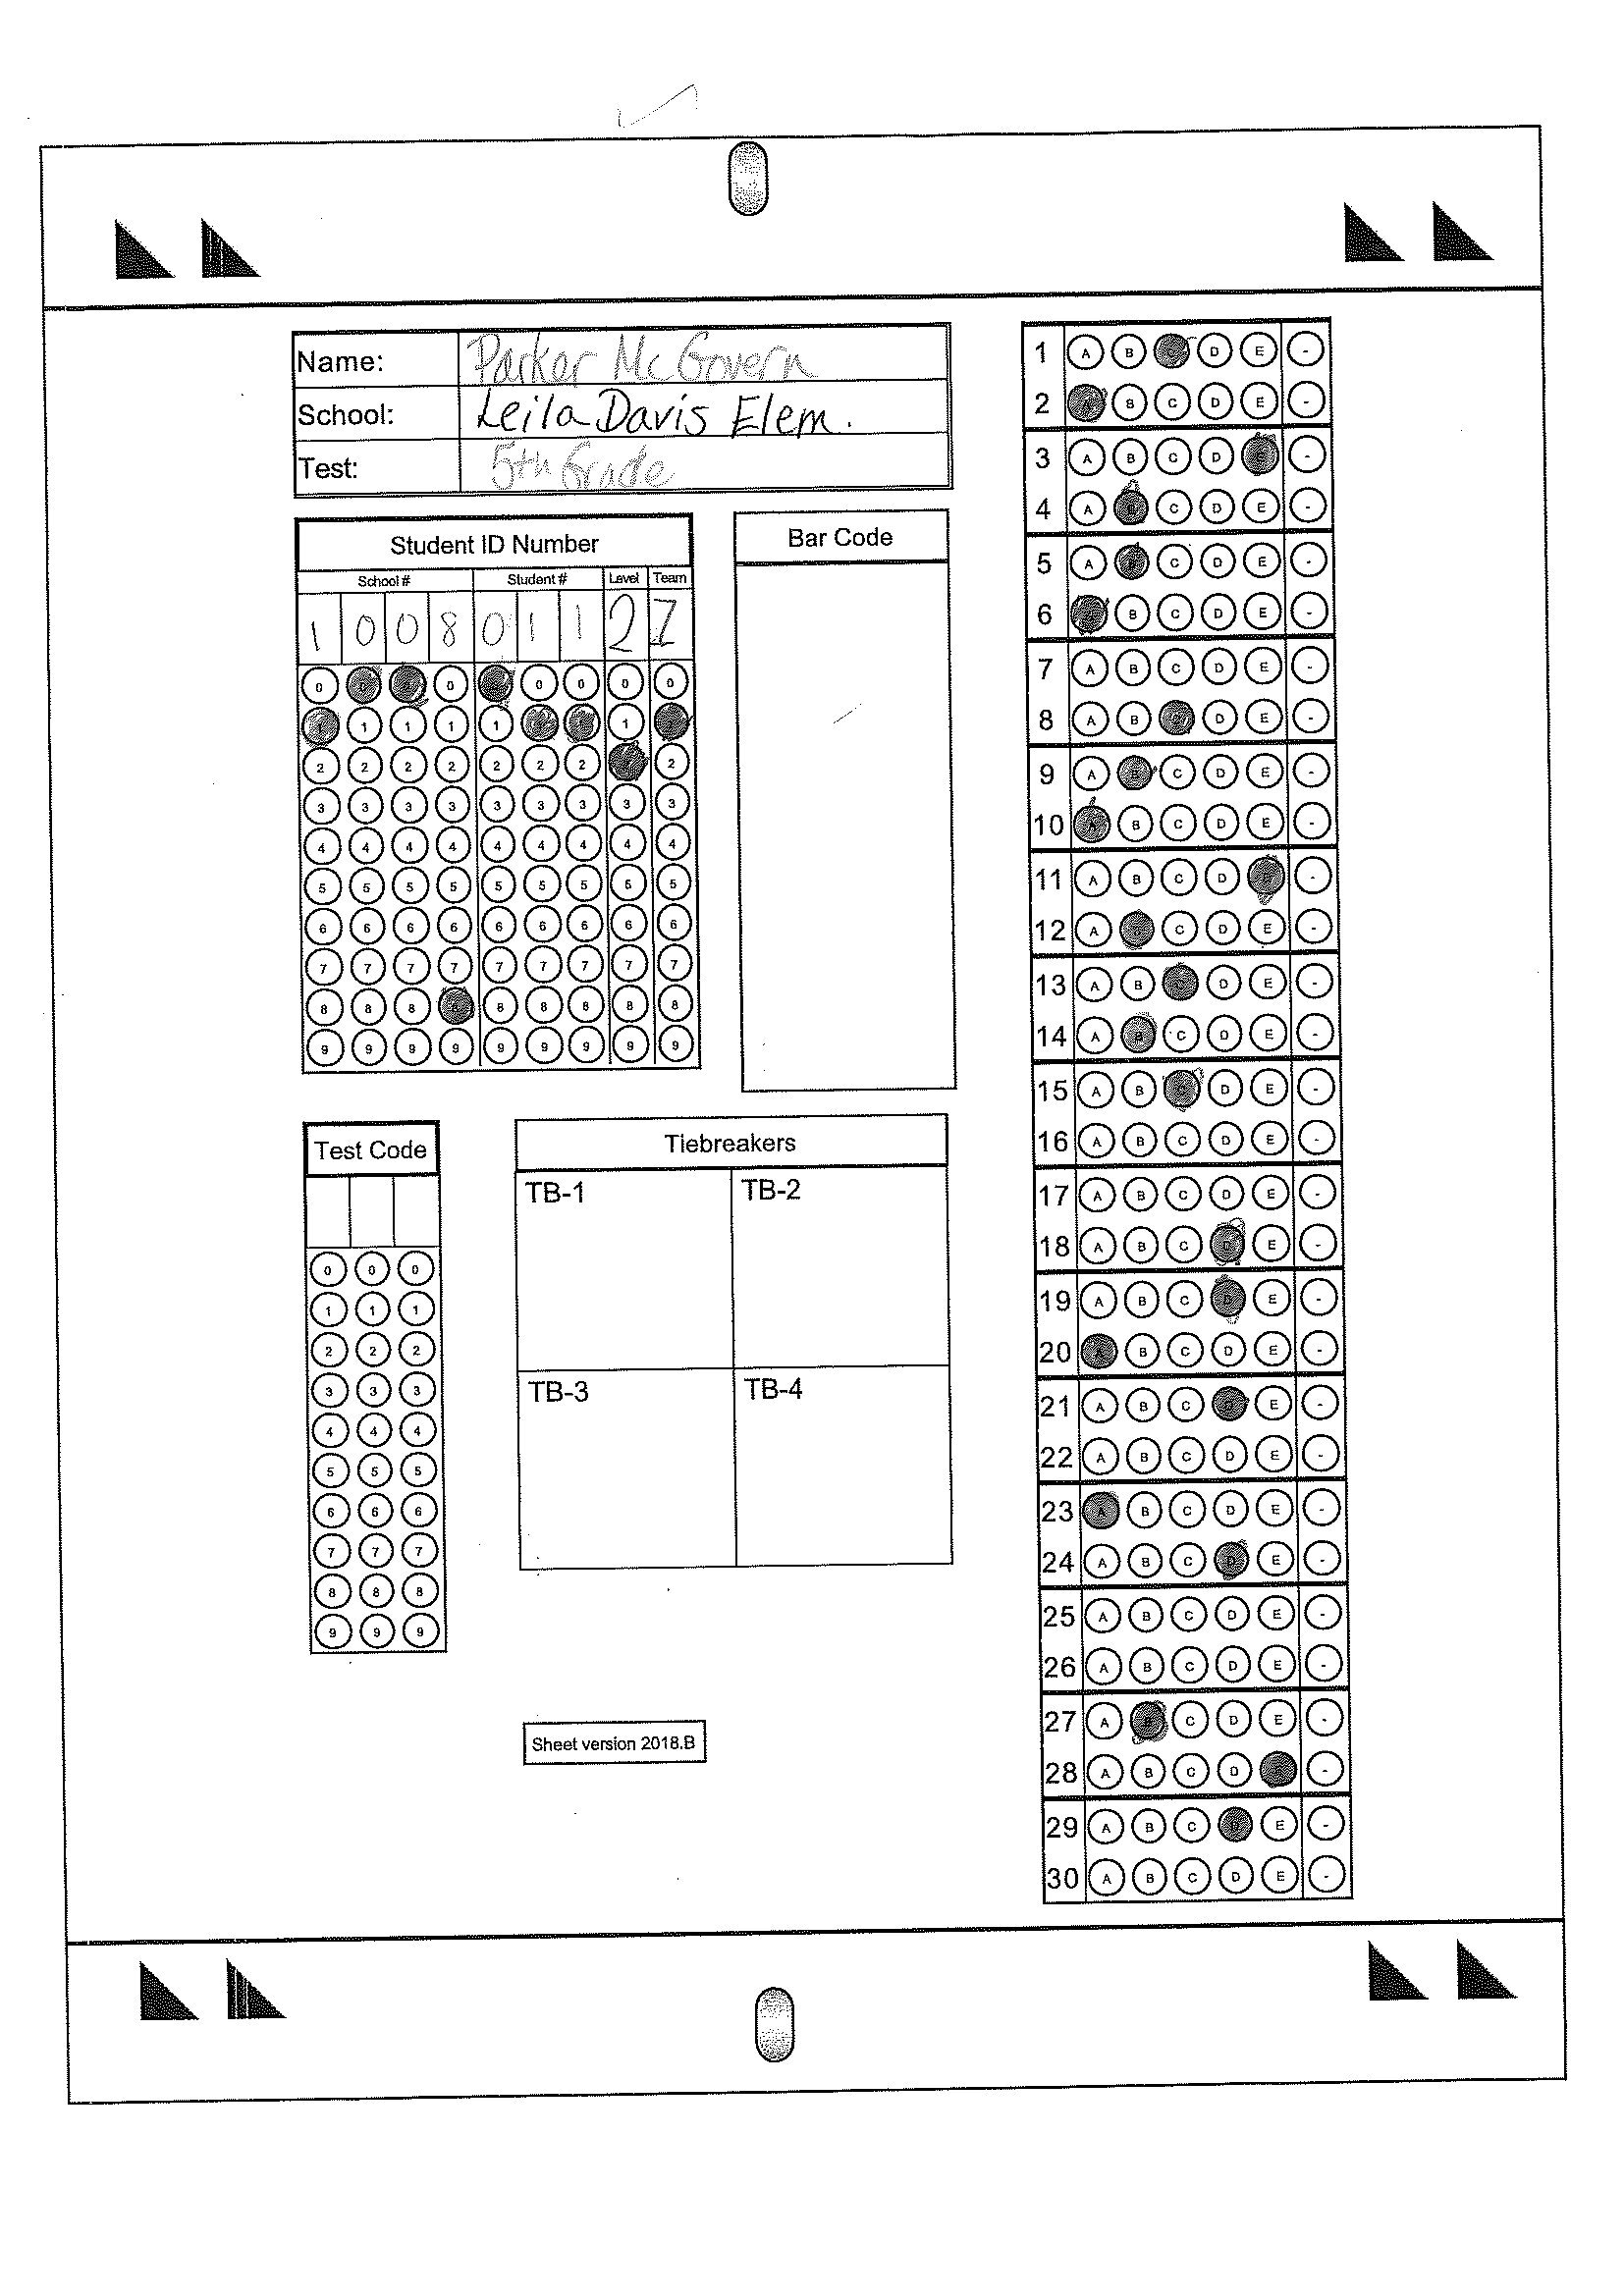 Name: Parker McGovern
School: Leila Davis Elem.
Test: 5th Grade
Student ID Number
School # Student # Level Team
1 0 0 8 0 1 1 2 1
0 0 0 0 0 0 0 0 0
1 1 1 1 1 1 1 1 1
2 2 2 2 2 2 2 2 2
3 3 3 3 3 3 3 3 3
4 4 4 4 4 4 4 4 4
5 5 5 5 5 5 5 5 5
6 6 6 6 6 6 6 6 6
7 7 7 7 7 7 7 7 7
8 8 8 8 8 8 8 8 8
9 9 9 9 9 9 9 9 9
Bar Code
Test Code
0 0 0
1 1 1
2 2 2
3 3 3
4 4 4
5 5 5
6 6 6
7 7 7
8 8 8
9 9 9
Tiebreakers
TB-1 TB-2
TB-3 TB-4
Sheet version 2018.B
1 A B C D E -
2 A B C D E -
3 A B C D E -
4 A B C D E -
5 A B C D E -
6 A B C D E -
7 A B C D E -
8 A B C D E -
9 A B C D E -
10 A B C D E -
11 A B C D E -
12 A B C D E -
13 A B C D E -
14 A B C D E -
15 A B C D E -
16 A B C D E -
17 A B C D E -
18 A B C D E -
19 A B C D E -
20 A B C D E -
21 A B C D E -
22 A B C D E -
23 A B C D E -
24 A B C D E -
25 A B C D E -
26 A B C D E -
27 A B C D E -
28 A B C D E -
29 A B C D E -
30 A B C D E -